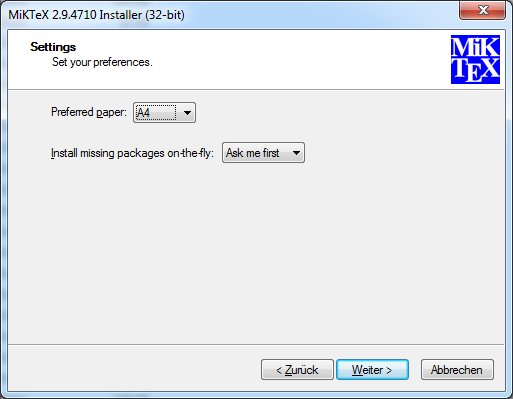 MiKTeX 2.9.4710 Installer (32-bit)
Settings
Set your preferences.
MiK
TEX
Preferred paper: A4
Install missing packages on-the-fly: Ask me first
< Zurück Weiter > Abbrechen